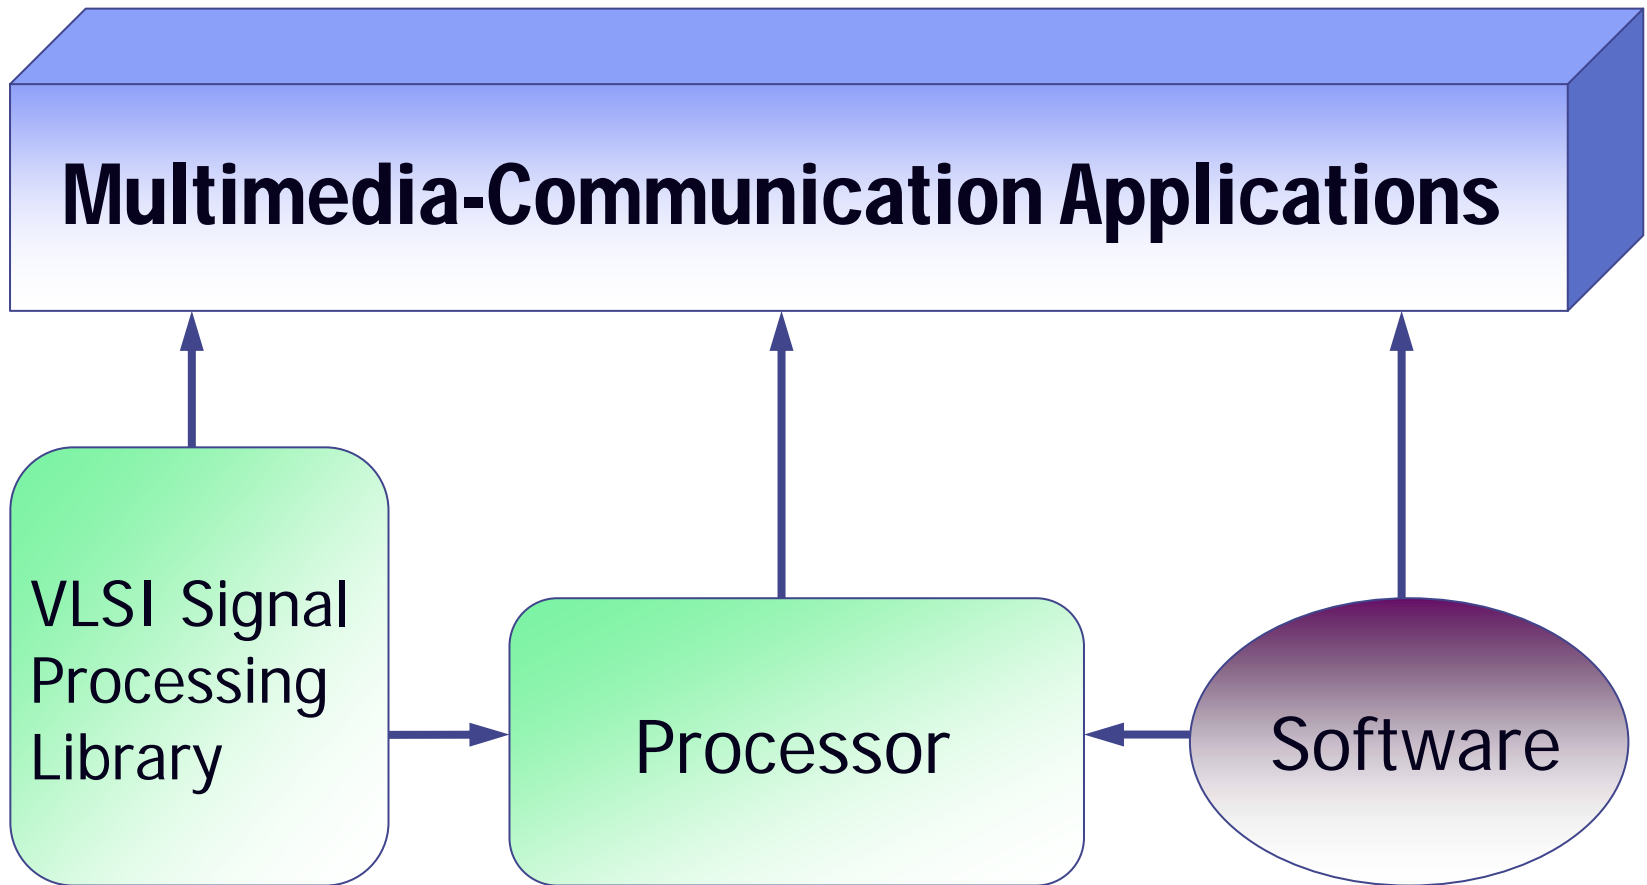 Multimedia-Communication Applications
VLSI Signal
Processing
Library
Processor
Software